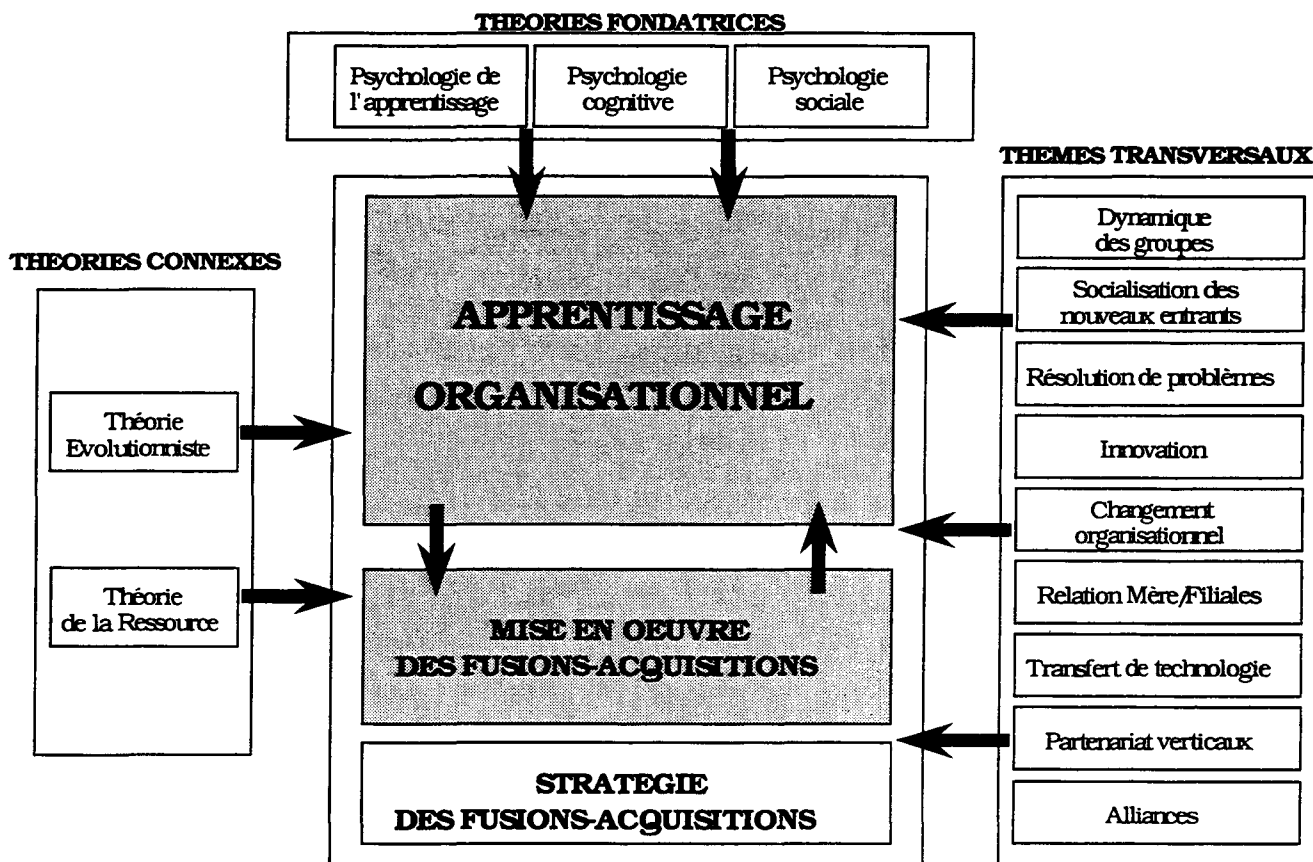 THEORIES FONDATRICES
Psychologie de
l'apprentissage
Psychologie
cognitive
Psychologie
sociale
THEORIES CONNEXES
Théorie
Evolutionniste
Théorie
de la Ressource
APPRENTISSAGE
ORGANISATIONNEL
MISE EN OEUVRE
DES FUSIONS-ACQUISITIONS
STRATEGIE
DES FUSIONS-ACQUISITIONS
THEMES TRANSVERSAUX
Dynamique
des groupes
Socialisation des
nouveaux entrants
Résolution de problèmes
Innovation
Changement
organisationnel
Relation Mère/Filiales
Transfert de technologie
Partenariat verticaux
Alliances